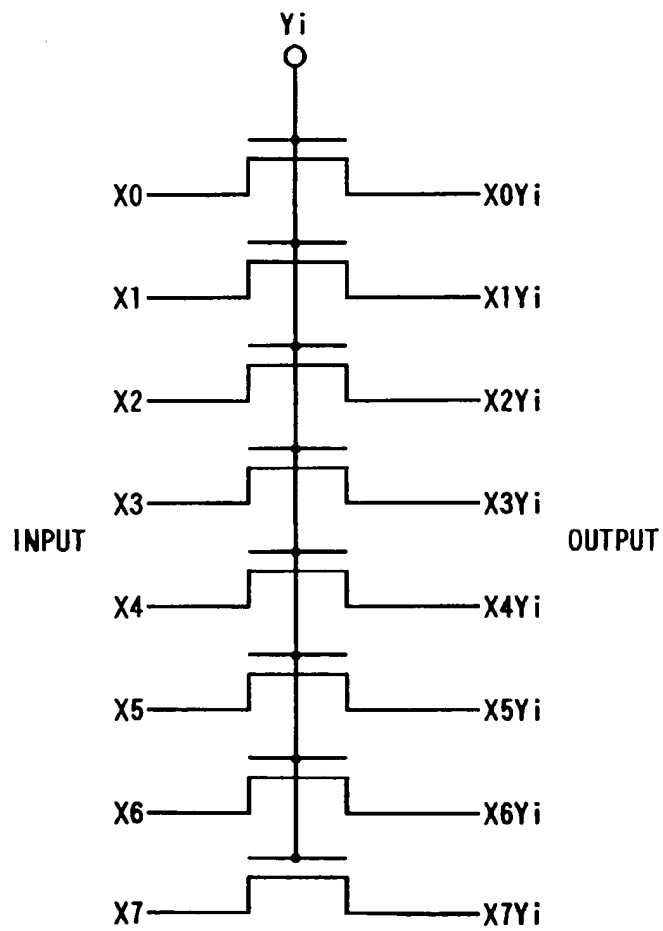 Yi
X0 X0Yi
X1 X1Yi
X2 X2Yi
X3 X3Yi
INPUT OUTPUT
X4 X4Yi
X5 X5Yi
X6 X6Yi
X7 X7Yi